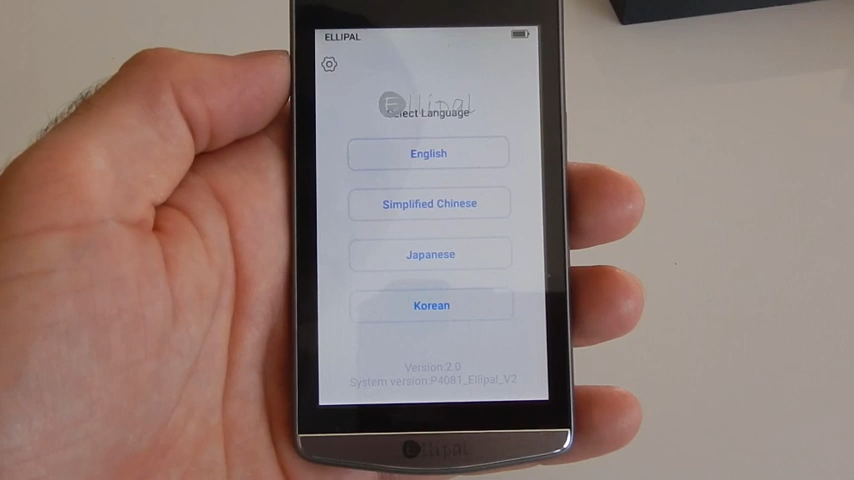 ELLIPAL
Ellipal
Select Language
English
Simplified Chinese
Japanese
Korean
Version:2.0
System version:P4081_Ellipal_V2
Ellipal